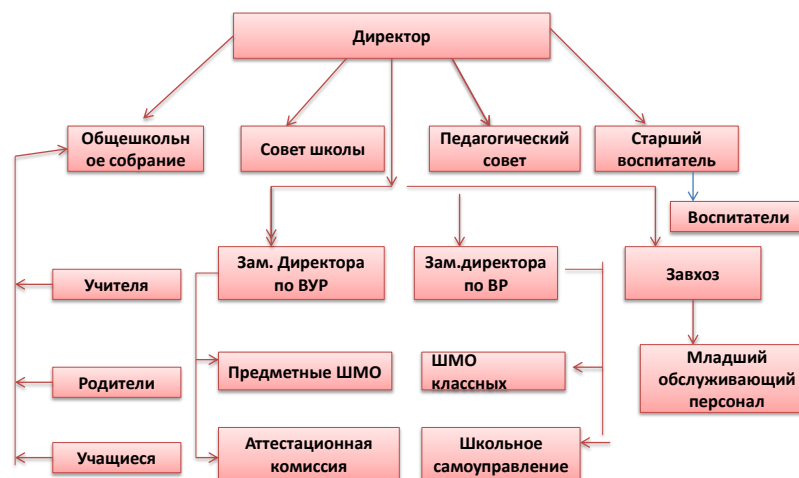 Директор
Общешкольн
ое собрание
Совет школы
Педагогический
совет
Старший
воспитатель
Воспитатели
Зам. Директора
по ВУР
Зам.директора
по ВР
Завхоз
Учителя
Предметные ШМО
ШМО
классных
Младший
обслуживающий
персонал
Родители
Учащиеся
Аттестационная
комиссия
Школьное
самоуправление